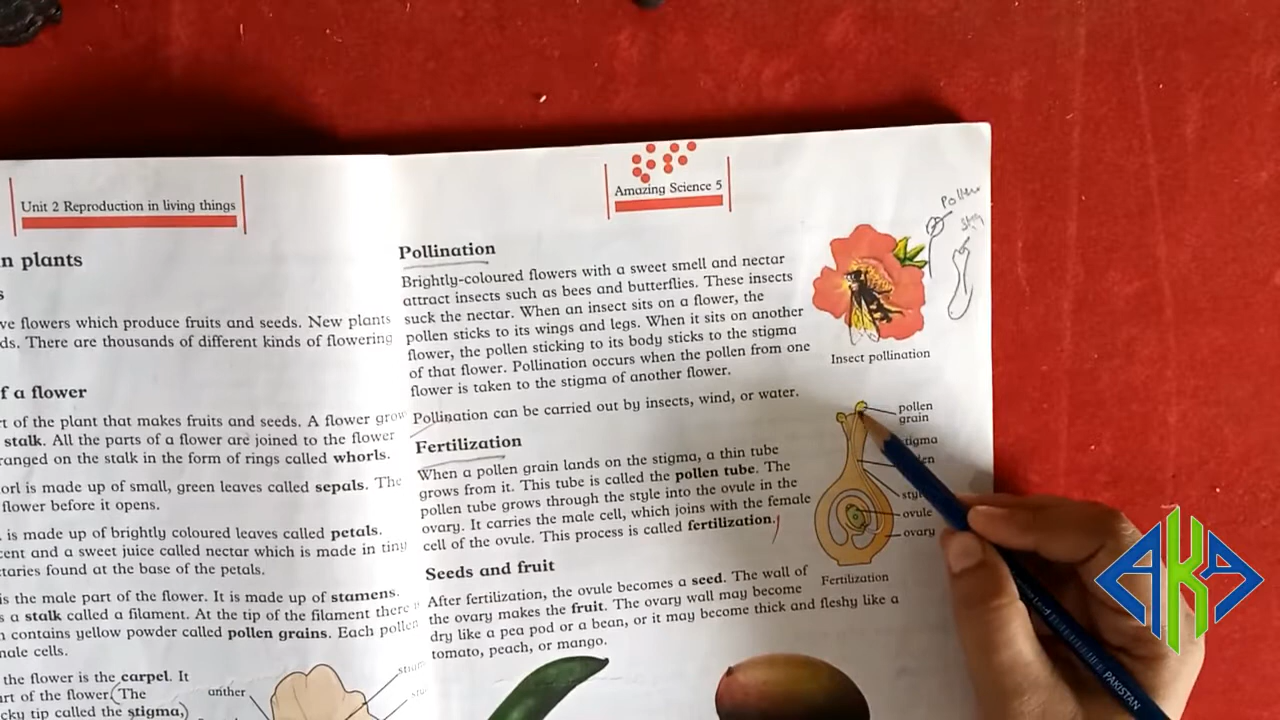 Unit 2 Reproduction in living things
n plants
s
ve flowers which produce fruits and seeds. New plants
ds. There are thousands of different kinds of flowering
f a flower
rt of the plant that makes fruits and seeds. A flower grow
stalk. All the parts of a flower are joined to the flower
ranged on the stalk in the form of rings called whorls.
orl is made up of small, green leaves called sepals. The
flower before it opens.
is made up of brightly coloured leaves called petals.
cent and a sweet juice called nectar which is made in tiny
ctaries found at the base of the petals.
is the male part of the flower. It is made up of stamens.
s a stalk called a filament. At the tip of the filament there
n contains yellow powder called pollen grains. Each pollen
male cells.
the flower is the carpel. It
art of the flower. (The
cky tip called the stigma,)
anther
Amazing Science 5
Pollination
Brightly-coloured flowers with a sweet smell and nectar
attract insects such as bees and butterflies. These insects
suck the nectar. When an insect sits on a flower, the
pollen sticks to its wings and legs. When it sits on another
flower, the pollen sticking to its body sticks to the stigma
of that flower. Pollination occurs when the pollen from one
flower is taken to the stigma of another flower.
Pollination can be carried out by insects, wind, or water.
Fertilization
When a pollen grain lands on the stigma, a thin tube
grows from it. This tube is called the pollen tube. The
pollen tube grows through the style into the ovule in the
ovary. It carries the male cell, which joins with the female
cell of the ovule. This process is called fertilization.
Seeds and fruit
After fertilization, the ovule becomes a seed. The wall of
the ovary makes the fruit. The ovary wall may become
dry like a pea pod or a bean, or it may become thick and fleshy like a
tomato, peach, or mango.
Pollen
Insect pollination
pollen
grain
stigma
styl
ovule
ovary
Fertilization
PAKISTAN
AKA